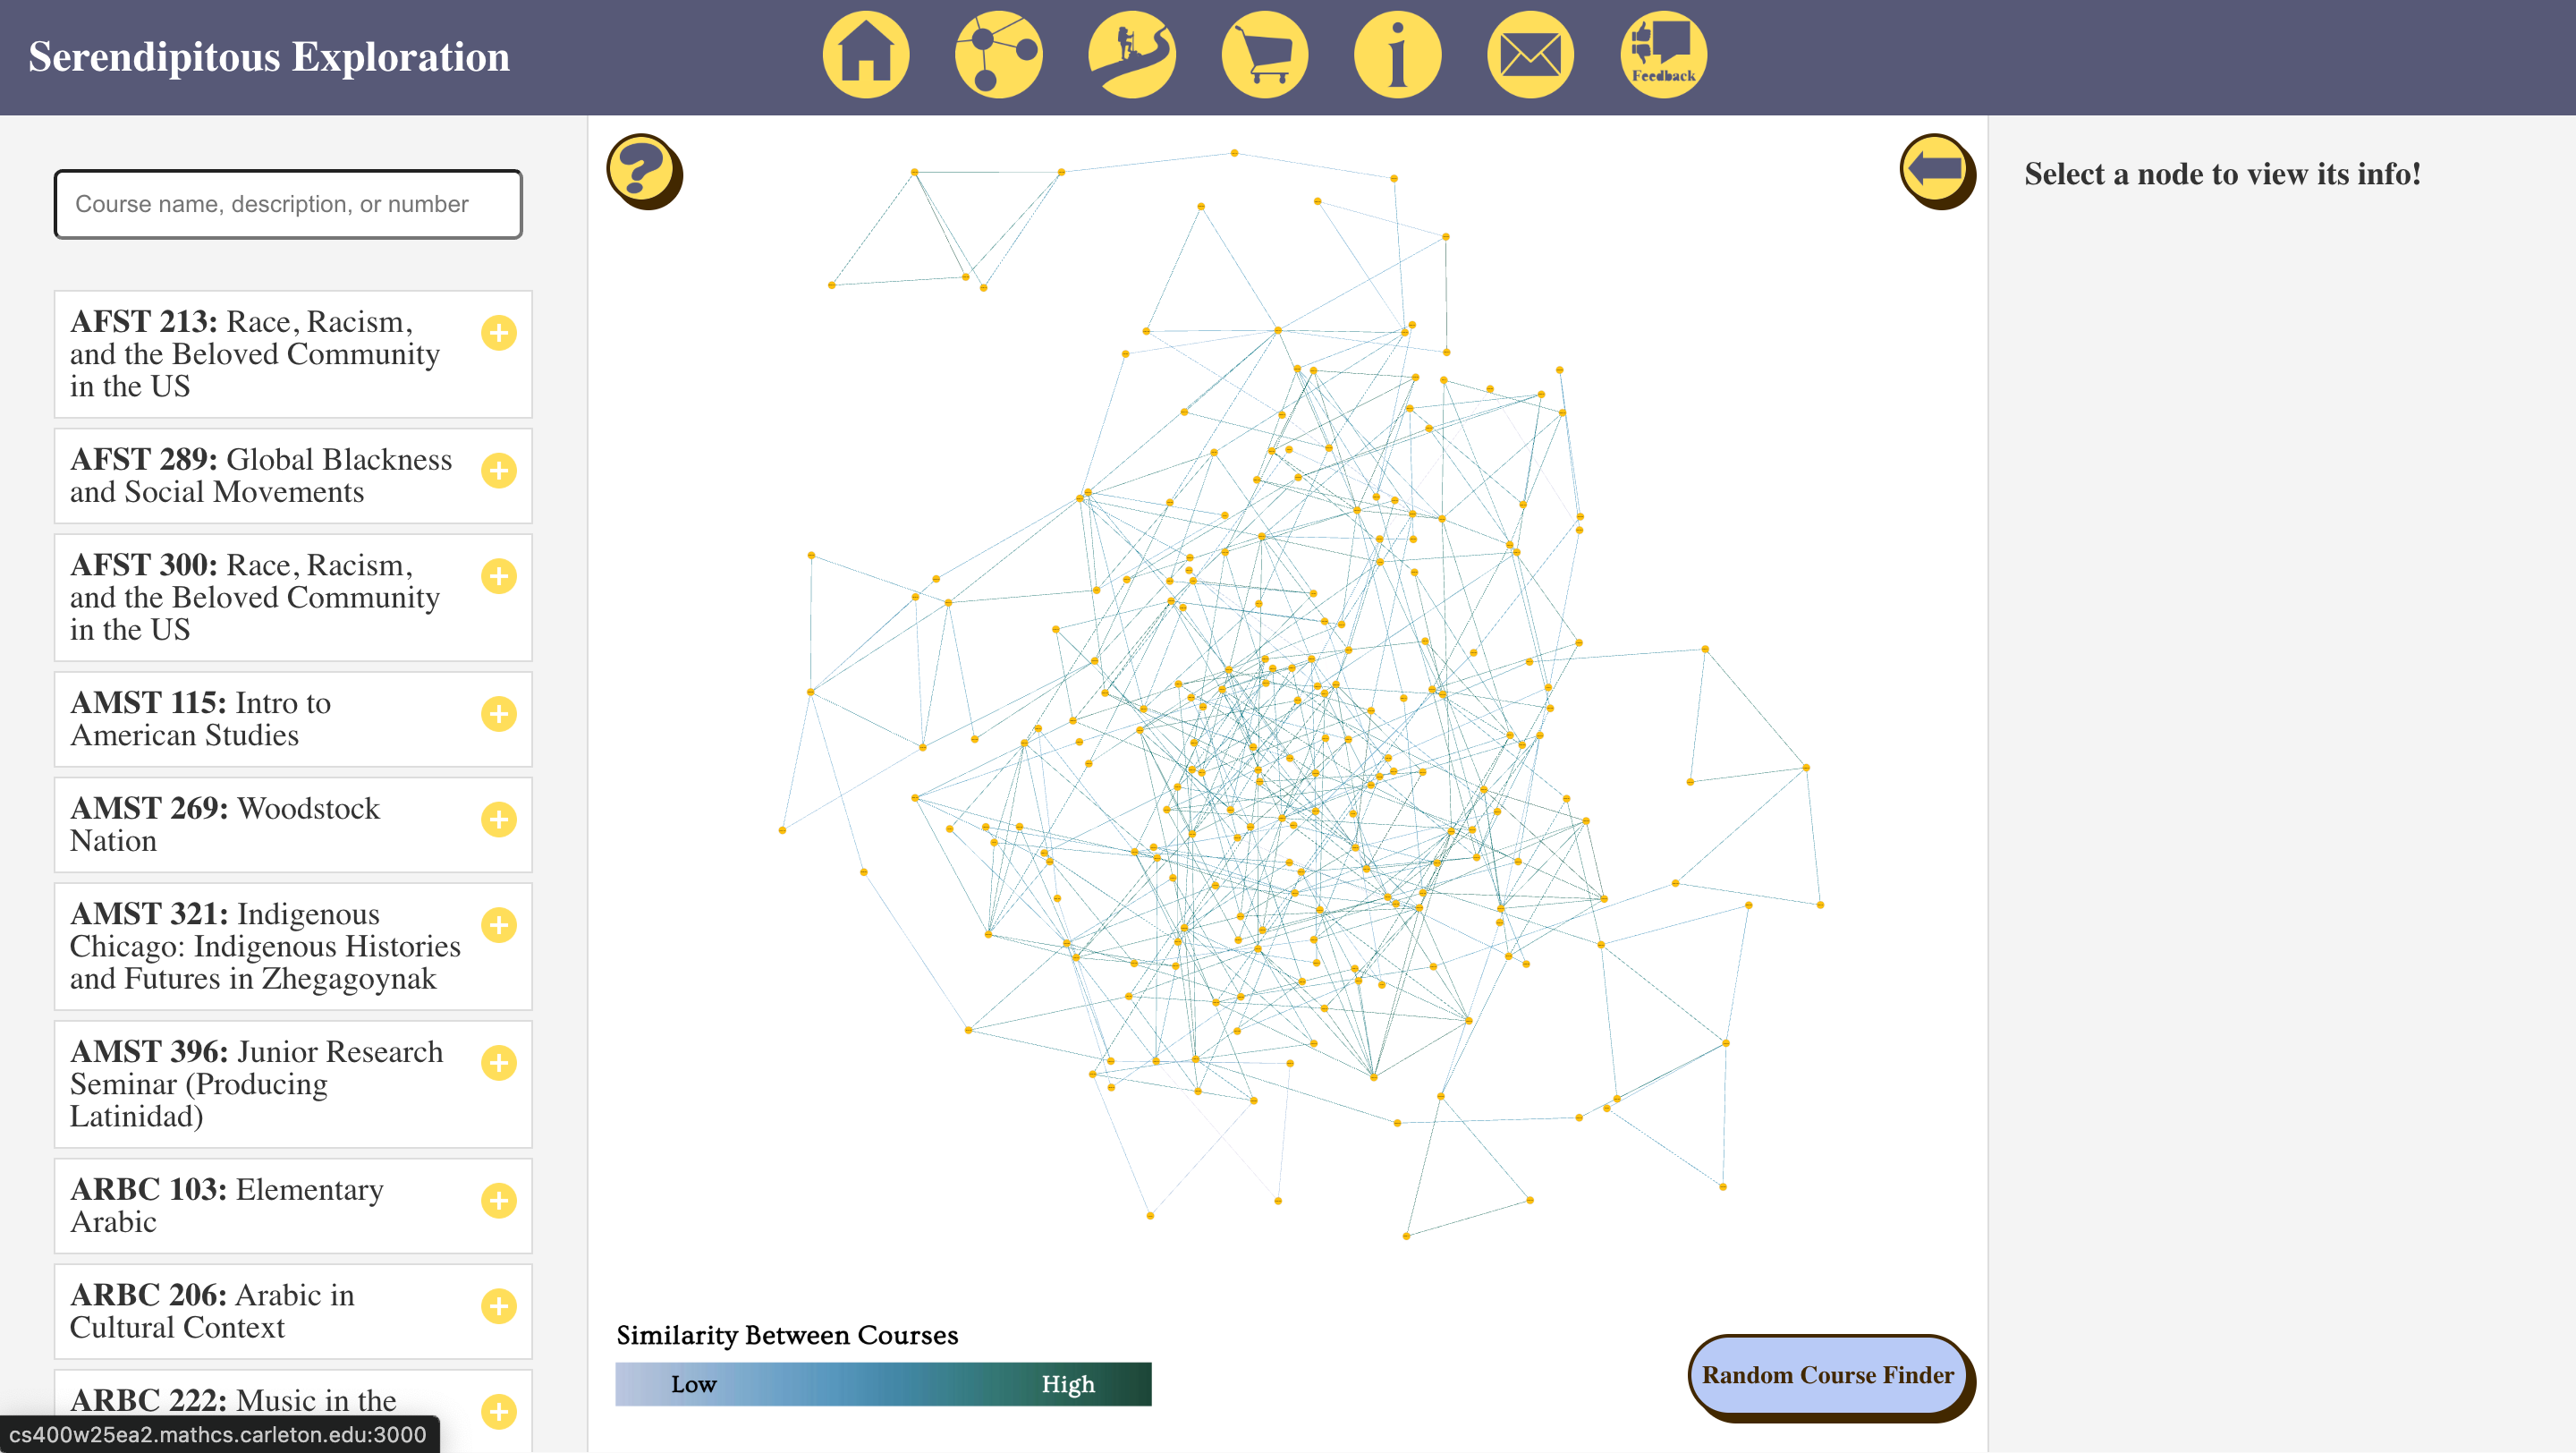 Serendipitous Exploration
Feedback
Course name, description, or number
AFST 213: Race, Racism,
and the Beloved Community
in the US
AFST 289: Global Blackness
and Social Movements
AFST 300: Race, Racism,
and the Beloved Community
in the US
AMST 115: Intro to
American Studies
AMST 269: Woodstock
Nation
AMST 321: Indigenous
Chicago: Indigenous Histories
and Futures in Zhegagoynak
AMST 396: Junior Research
Seminar (Producing
Latinidad)
ARBC 103: Elementary
Arabic
ARBC 206: Arabic in
Cultural Context
ARBC 222: Music in the
cs400w25ea2.mathcs.carleton.edu:3000
?
Similarity Between Courses
Low High
Random Course Finder
Select a node to view its info!